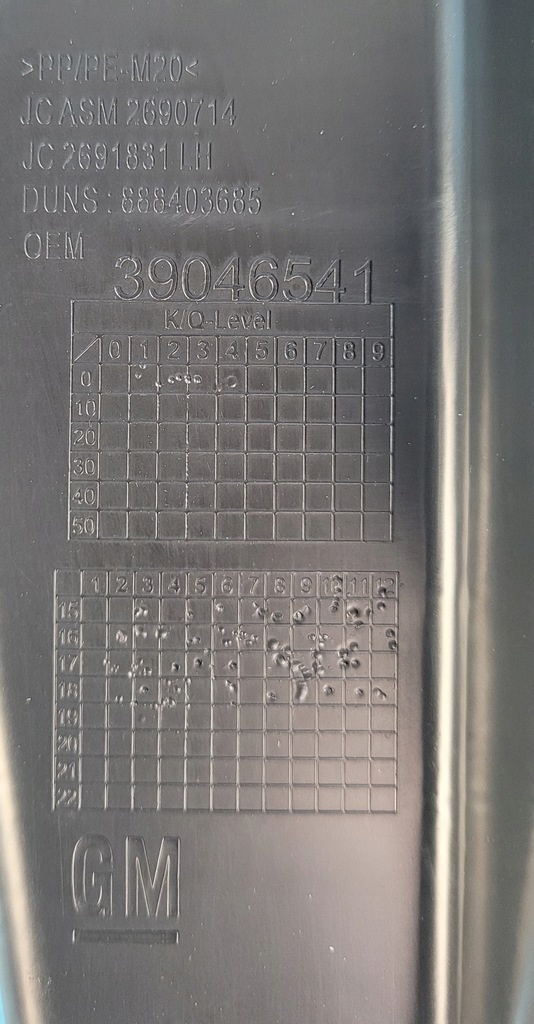 >PP/PE-M20<
JC ASM 2690714
JC 2691831 LH
DUNS : 888403685
OEM
39046541
K/Q-Level
0 1 2 3 4 5 6 7 8 9
0
10
20
30
40
50
1 2 3 4 5 6 7 8 9 10 11 12
15
16
17
18
19
20
21
22
GM